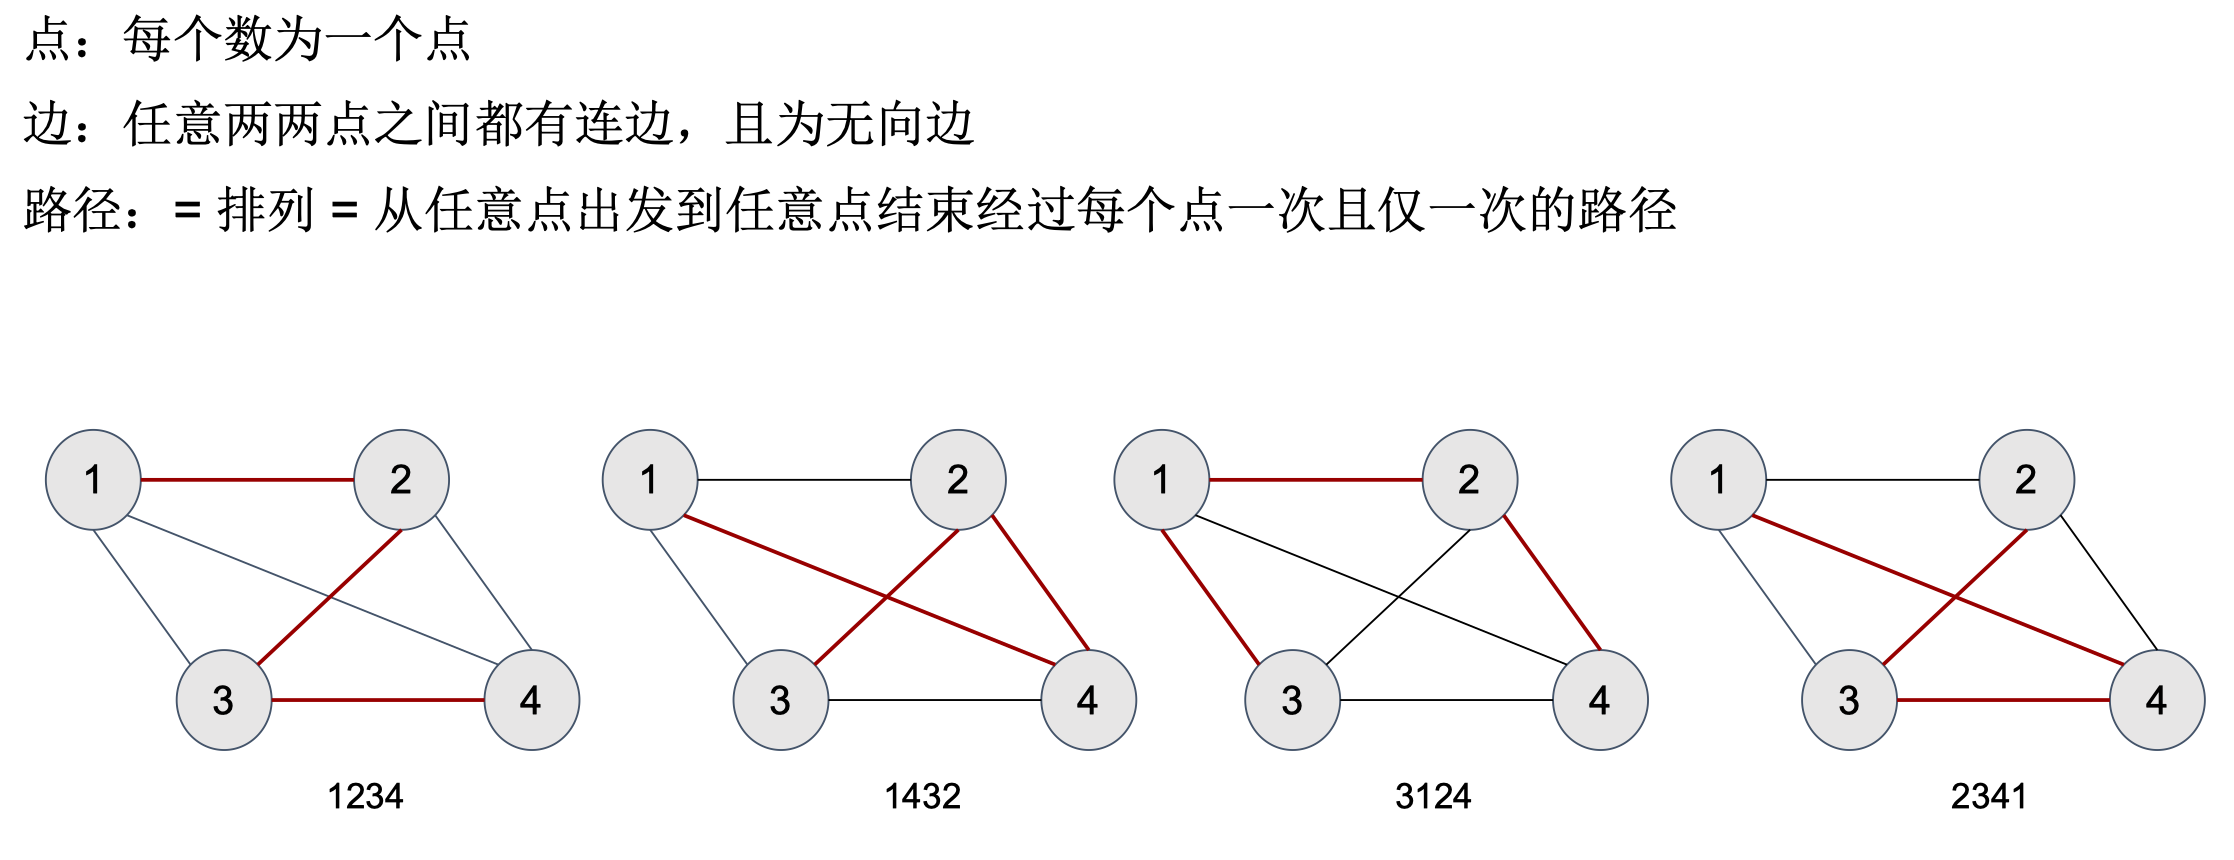 点：每个数为一个点
边：任意两两点之间都有连边，且为无向边
路径：= 排列 = 从任意点出发到任意点结束经过每个点一次且仅一次的路径
1 2 1 2 1 2 1 2
3 4 3 4 3 4 3 4
1234 1432 3124 2341